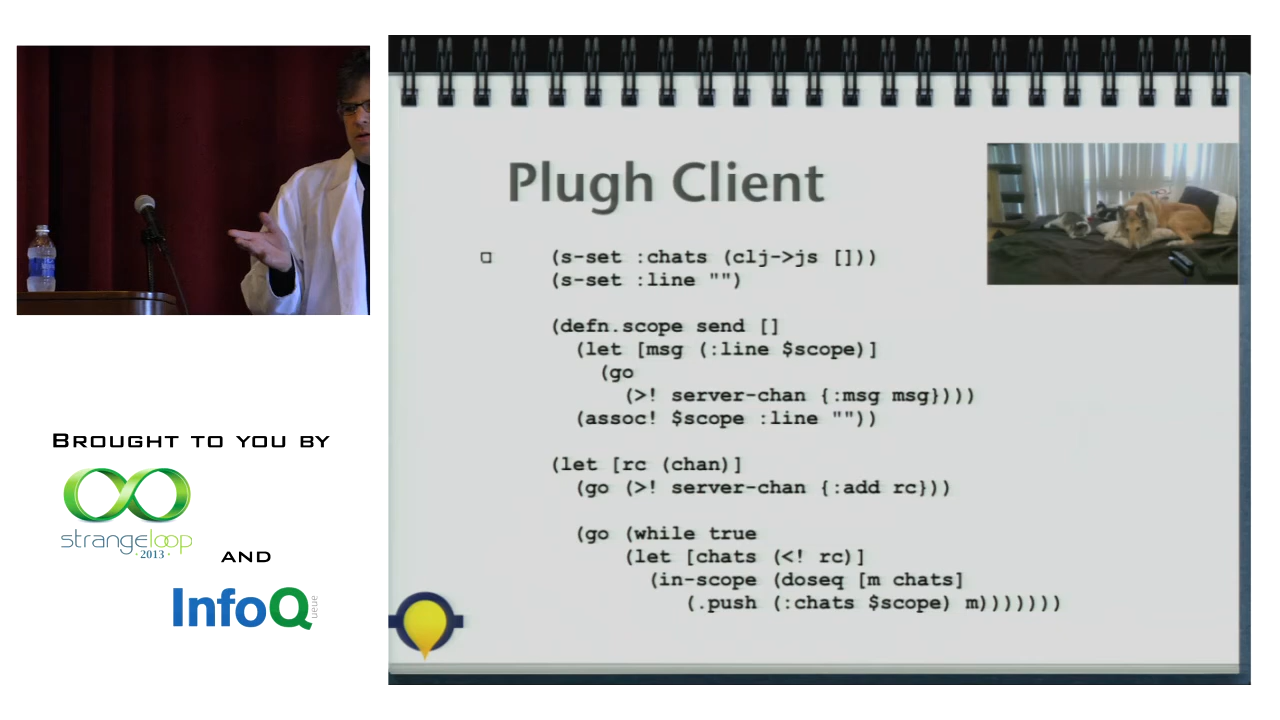 Plugh Client
(s-set :chats (clj->js []))
(s-set :line "")
(defn.scope send []
(let [msg (:line $scope)]
(go
(>! server-chan {:msg msg})))
(assoc! $scope :line ""))
(let [rc (chan)]
(go (>! server-chan {:add rc}))
(go (while true
(let [chats (<! rc)]
(in-scope (doseq [m chats]
(.push (:chats $scope) m)))))))
BROUGHT TO YOU BY
strangeloop
·2013·
AND
InfoQ